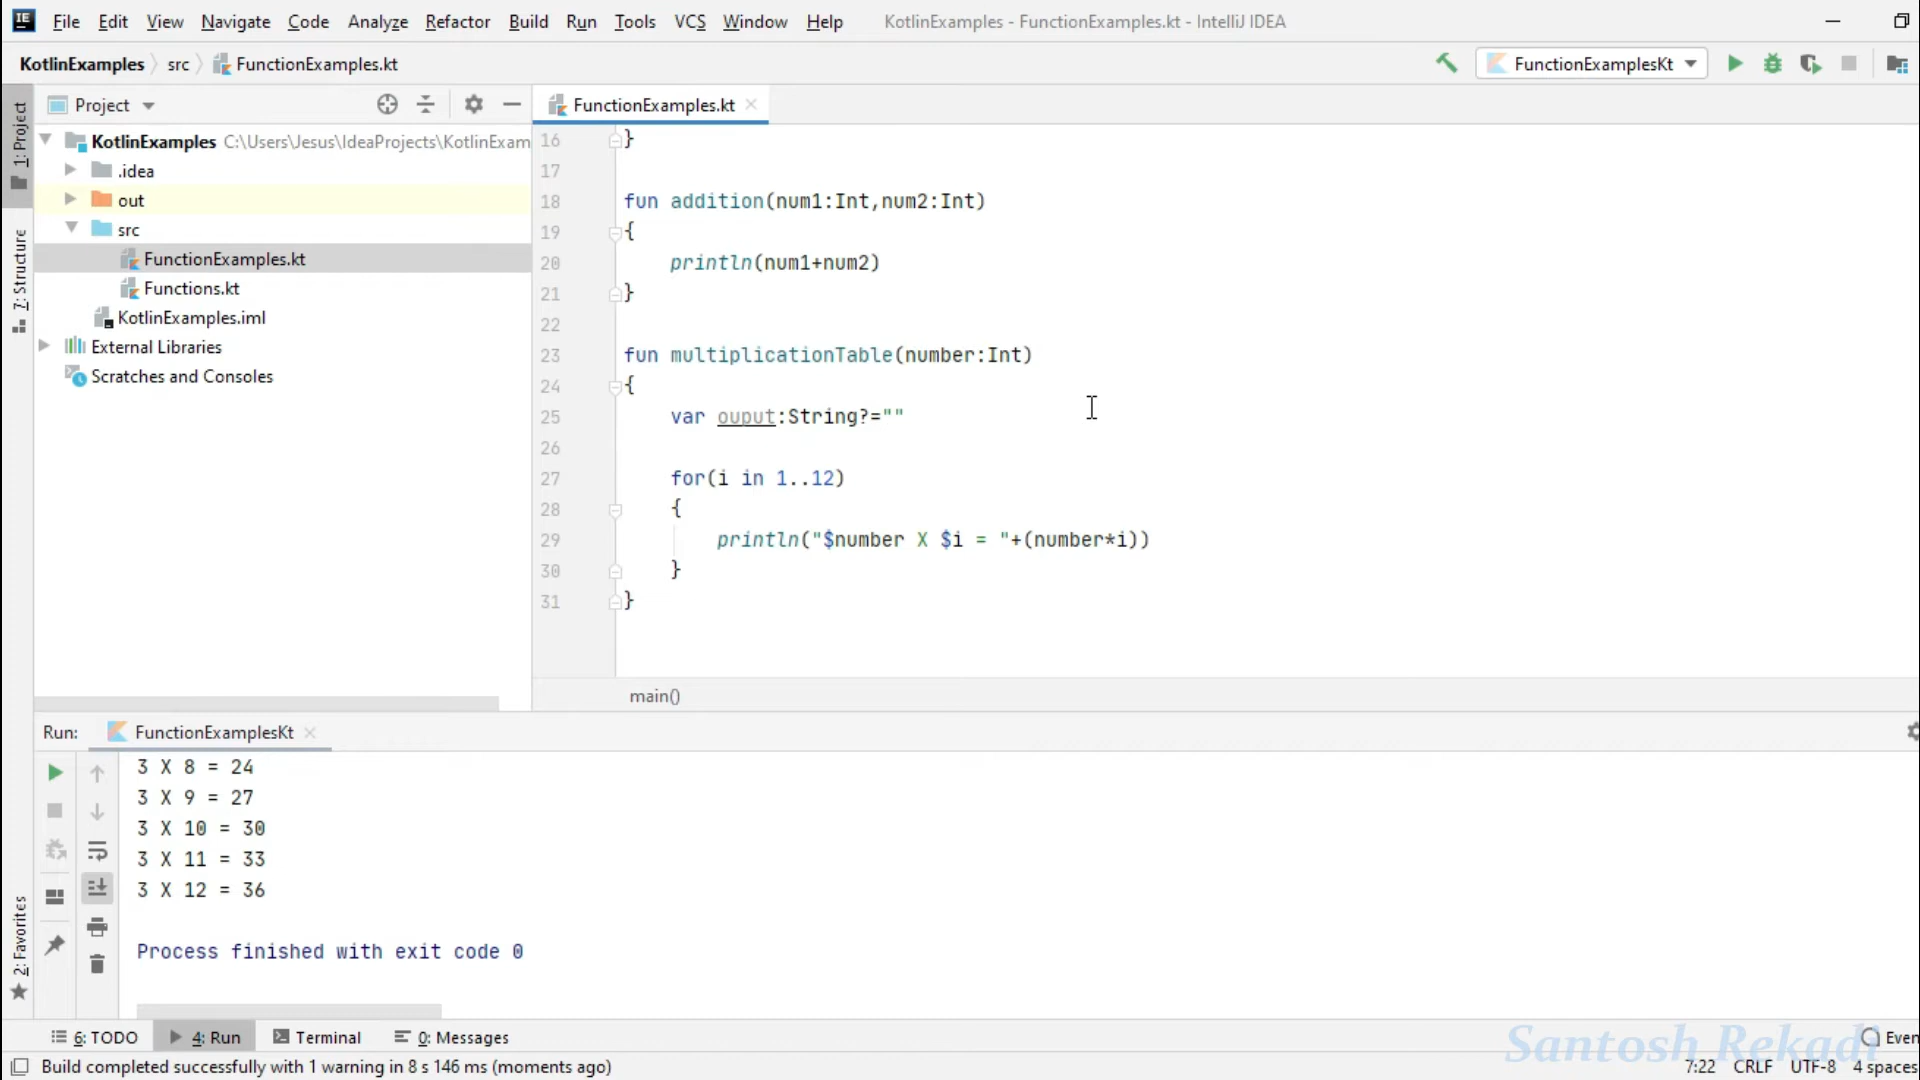 File Edit View Navigate Code Analyze Refactor Build Run Tools VCS Window Help KotlinExamples - FunctionExamples.kt - IntelliJ IDEA
KotlinExamples src FunctionExamples.kt FunctionExamplesKt
1: Project
Project
FunctionExamples.kt
KotlinExamples C:\Users\Jesus\IdeaProjects\KotlinExam
.idea
out
src
FunctionExamples.kt
Functions.kt
KotlinExamples.iml
External Libraries
Scratches and Consoles
7: Structure
16 }
17
18 fun addition(num1:Int,num2:Int)
19 {
20 println(num1+num2)
21 }
22
23 fun multiplicationTable(number:Int)
24 {
25 var ouput:String?=""
26
27 for(i in 1..12)
28 {
29 println("$number X $i = "+(number*i))
30 }
31 }
main()
Run: FunctionExamplesKt
3 X 8 = 24
3 X 9 = 27
3 X 10 = 30
3 X 11 = 33
3 X 12 = 36
Process finished with exit code 0
2: Favorites
6: TODO 4: Run Terminal 0: Messages Even
Santosh Rekadi
Build completed successfully with 1 warning in 8 s 146 ms (moments ago) 7:22 CRLF UTF-8 4 spaces